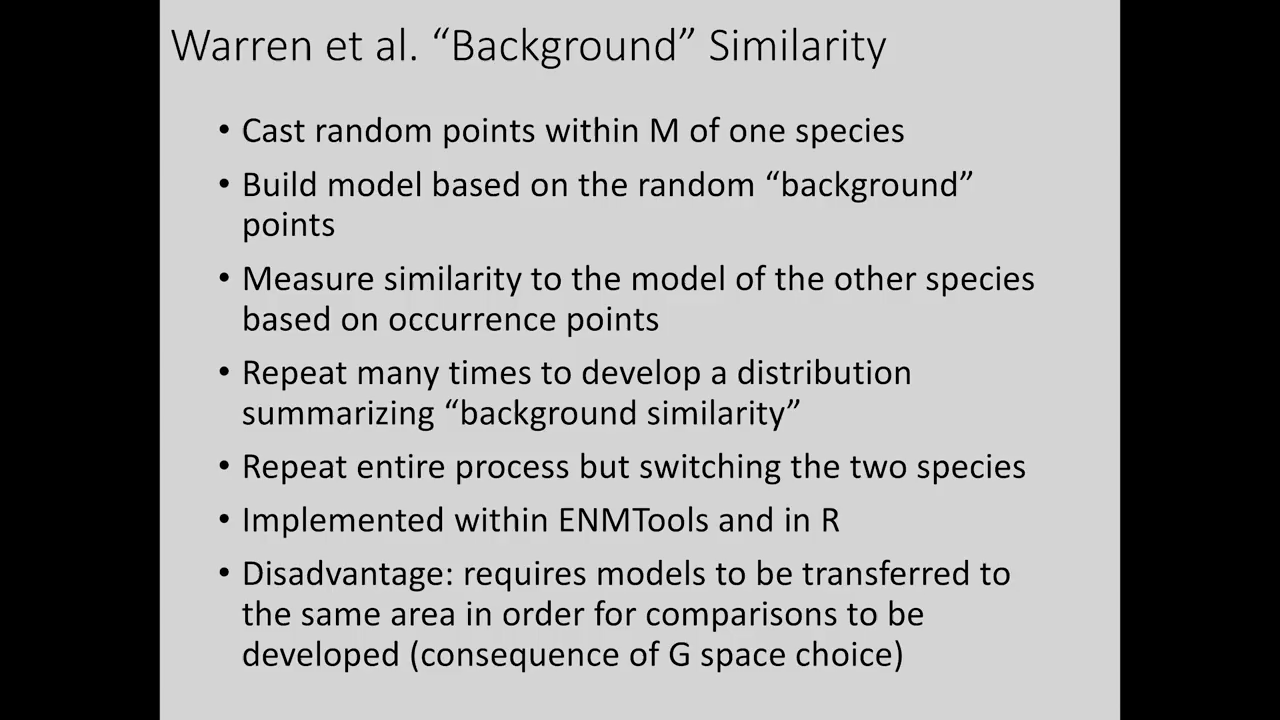 Warren et al. “Background” Similarity
• Cast random points within M of one species
• Build model based on the random “background”
points
• Measure similarity to the model of the other species
based on occurrence points
• Repeat many times to develop a distribution
summarizing “background similarity”
• Repeat entire process but switching the two species
• Implemented within ENMTools and in R
• Disadvantage: requires models to be transferred to
the same area in order for comparisons to be
developed (consequence of G space choice)